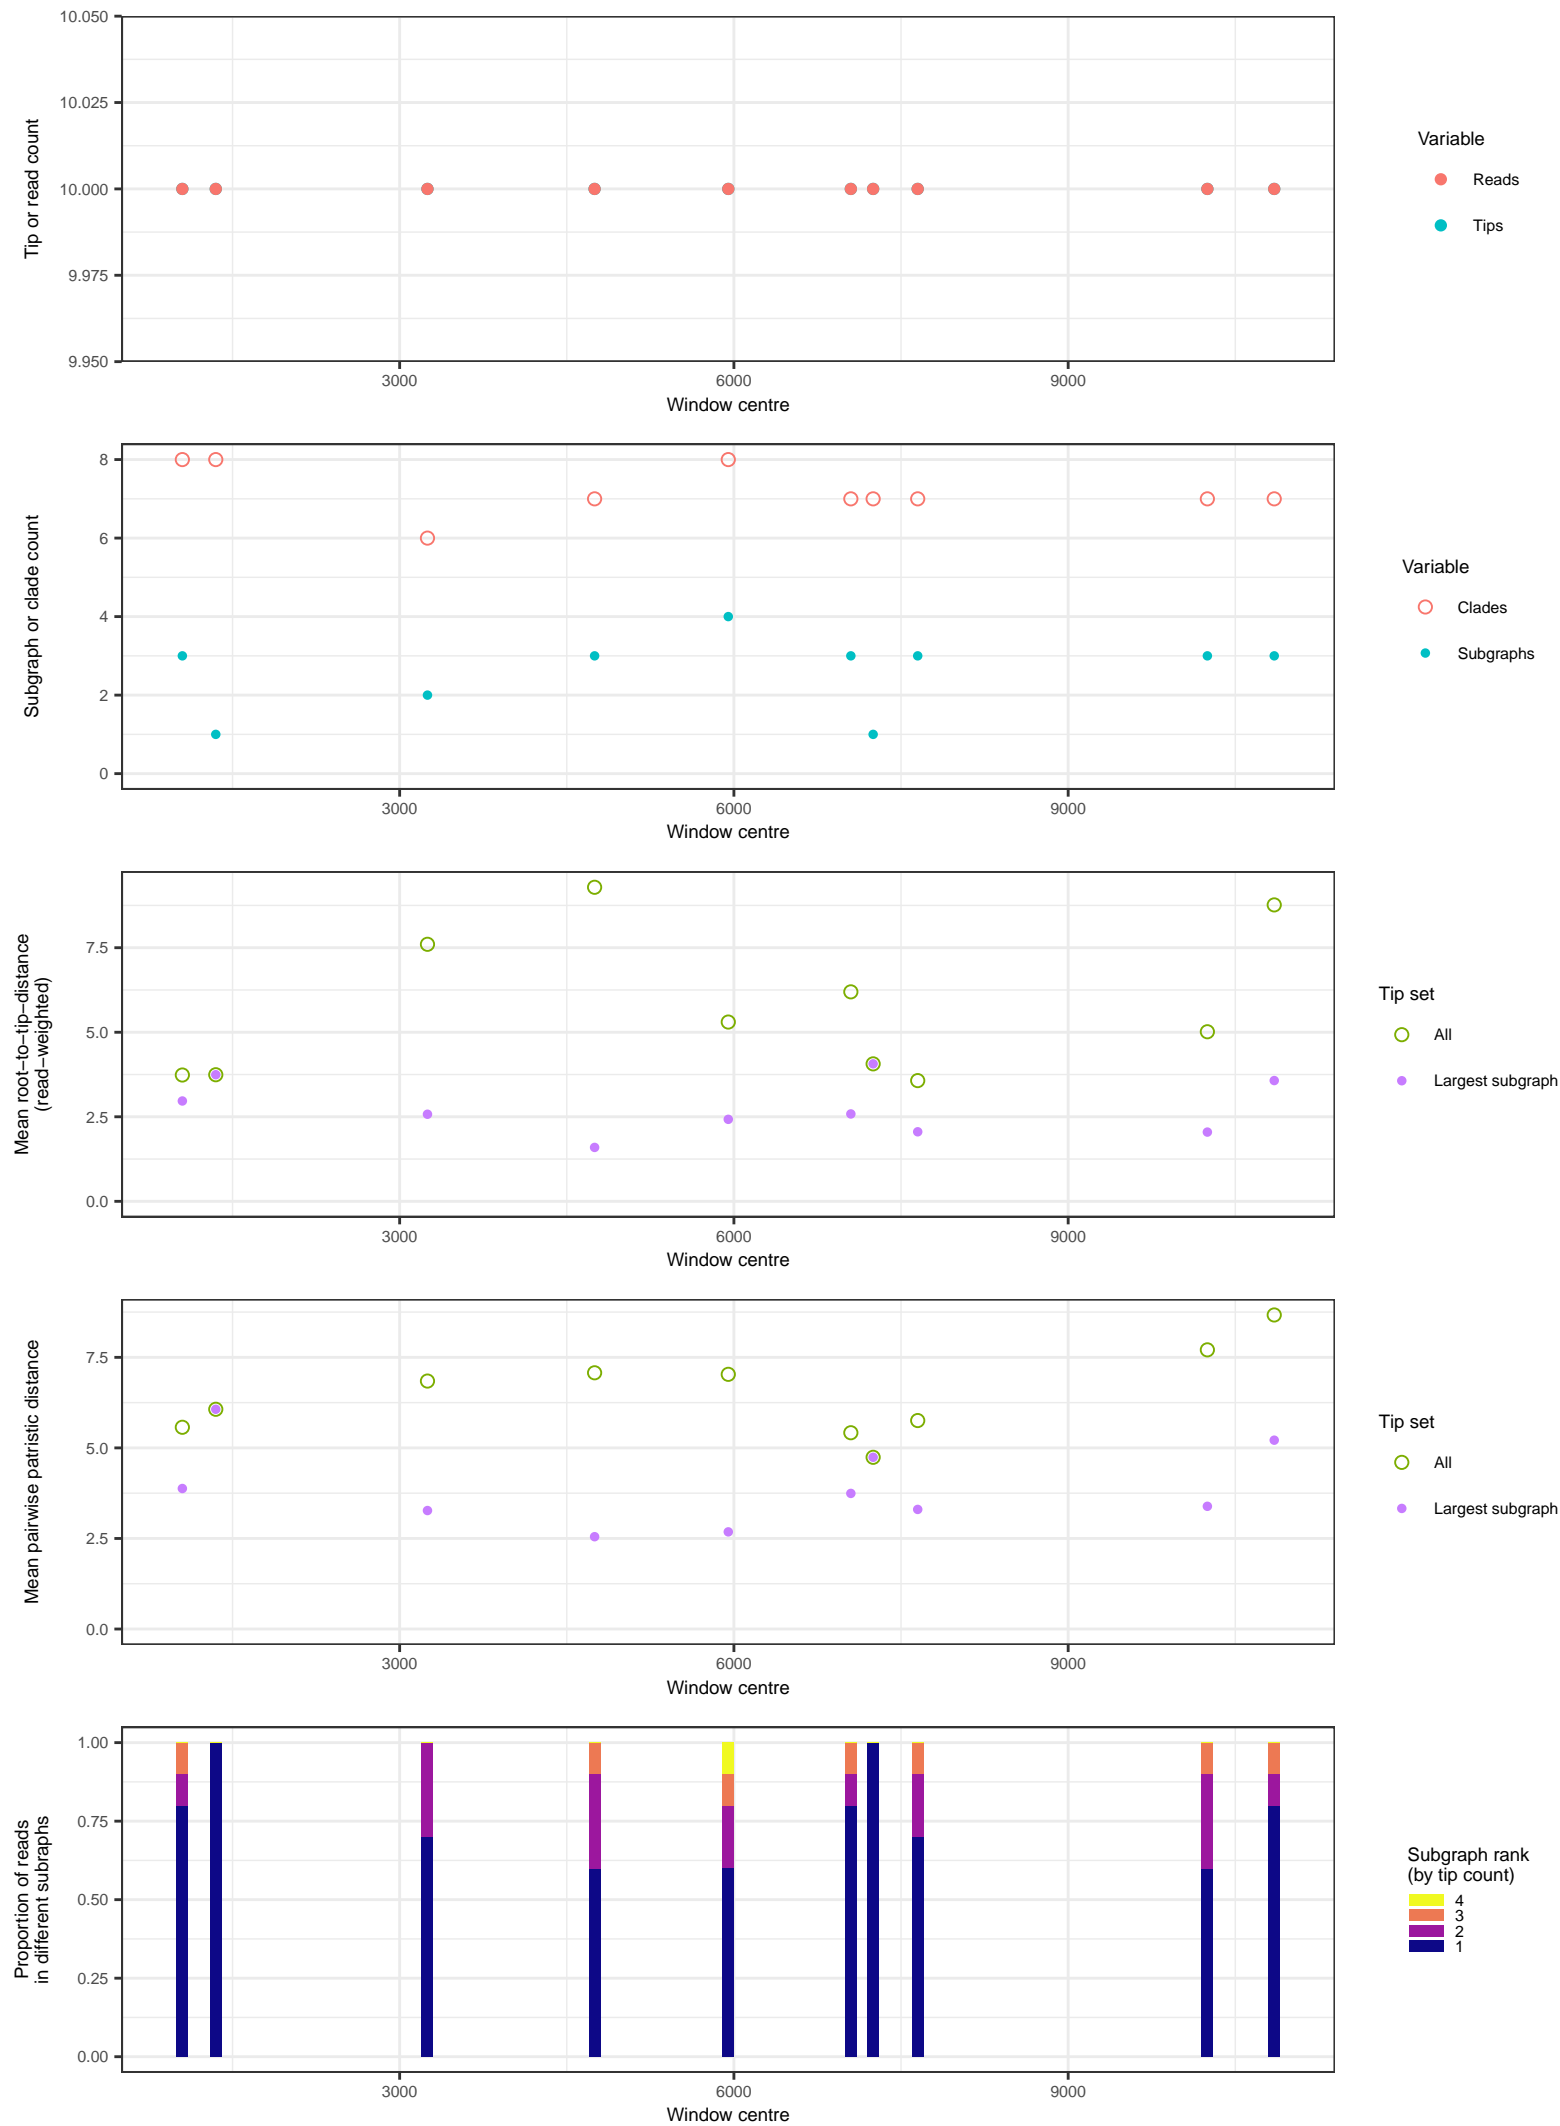 10.050
10.025
10.000
9.975
9.950
Tip or read count
3000 6000 9000
Window centre
Variable
Reads
Tips
8
6
4
2
0
Subgraph or clade count
3000 6000 9000
Window centre
Variable
Clades
Subgraphs
7.5
5.0
2.5
0.0
Mean root−to−tip−distance
(read−weighted)
3000 6000 9000
Window centre
Tip set
All
Largest subgraph
7.5
5.0
2.5
0.0
Mean pairwise patristic distance
3000 6000 9000
Window centre
Tip set
All
Largest subgraph
1.00
0.75
0.50
0.25
0.00
Proportion of reads
in different subraphs
3000 6000 9000
Window centre
Subgraph rank
(by tip count)
4
3
2
1